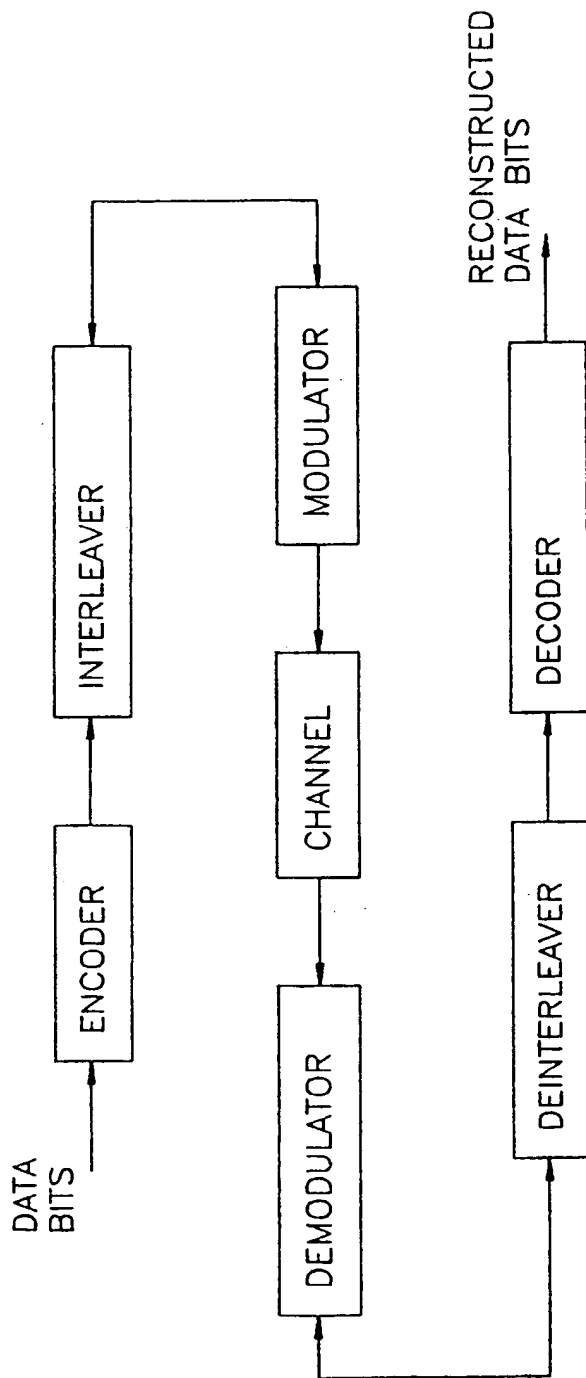 DATA
BITS
ENCODER
INTERLEAVER
MODULATOR
CHANNEL
DEMODULATOR
DEINTERLEAVER
DECODER
RECONSTRUCTED
DATA BITS